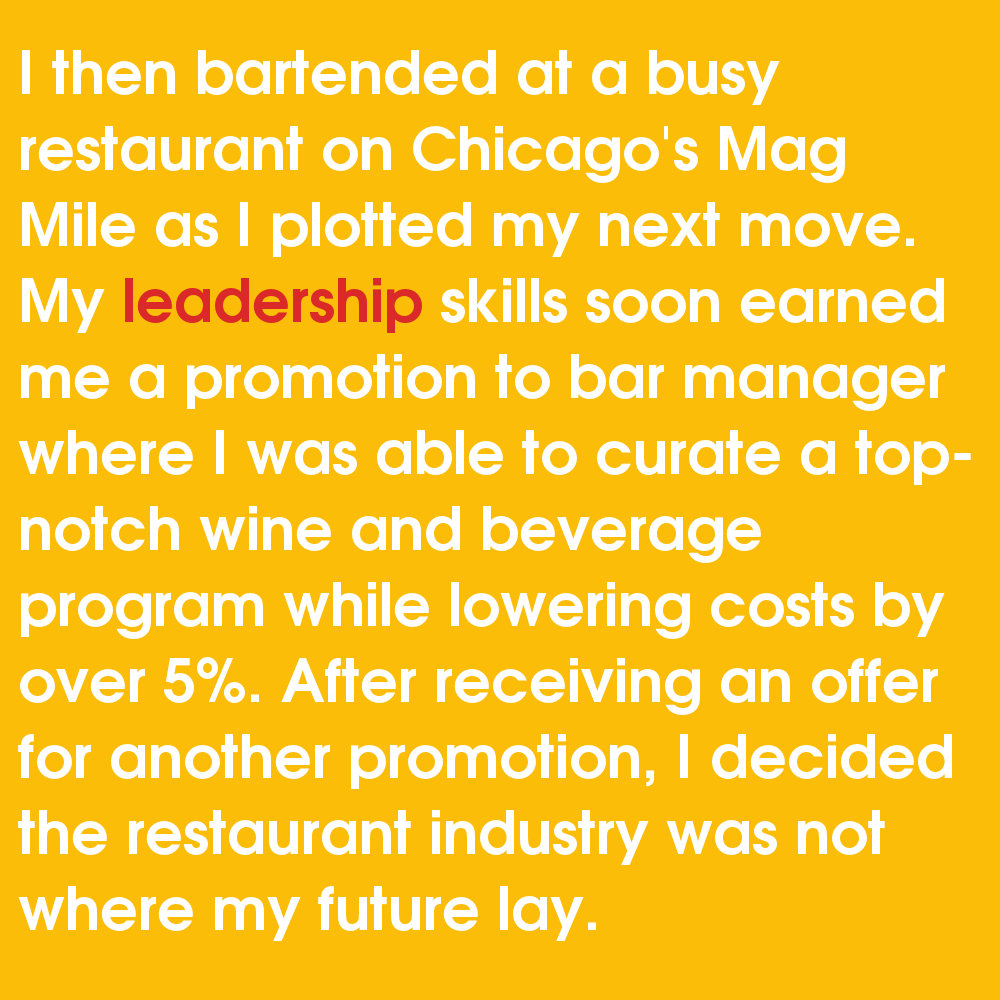 I then bartended at a busy
restaurant on Chicago's Mag
Mile as I plotted my next move.
My leadership skills soon earned
me a promotion to bar manager
where I was able to curate a top-
notch wine and beverage
program while lowering costs by
over 5%. After receiving an offer
for another promotion, I decided
the restaurant industry was not
where my future lay.